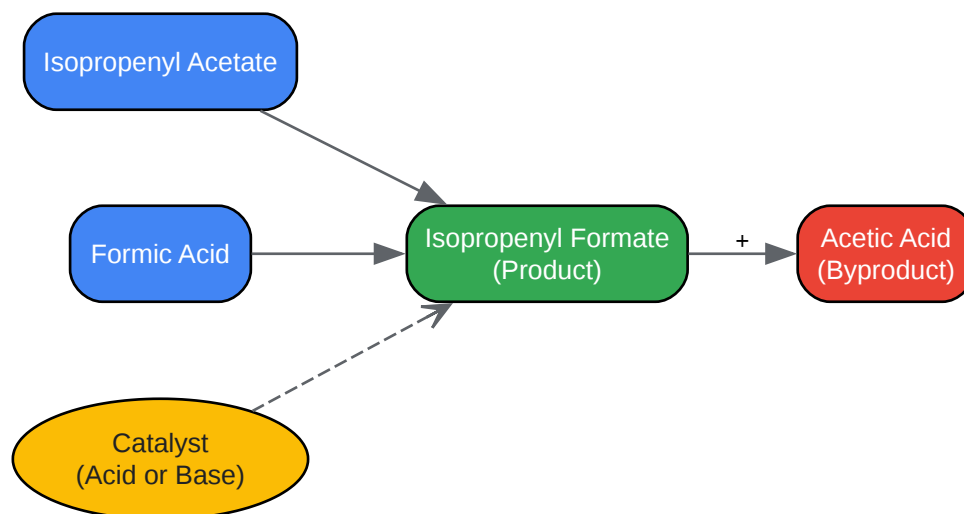 Isopropenyl Acetate
Formic Acid
Isopropenyl Formate
(Product)
+
Acetic Acid
(Byproduct)
Catalyst
(Acid or Base)